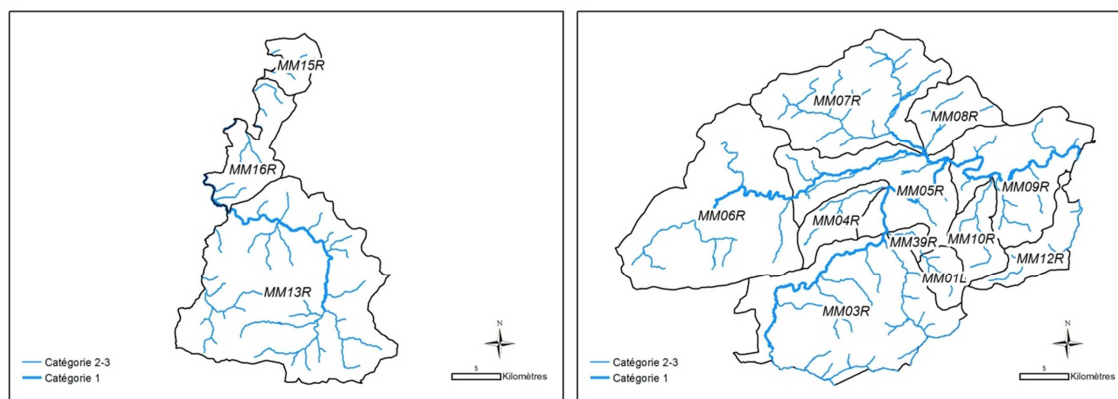 MM15R
MM16R
MM13R
N
Catégorie 2-3
Catégorie 1
5
Kilomètres
MM07R
MM08R
MM05R
MM09R
MM06R
MM04R
MM39R
MM10R
MM12R
MM01L
MM03R
N
Catégorie 2-3
Catégorie 1
5
Kilomètres